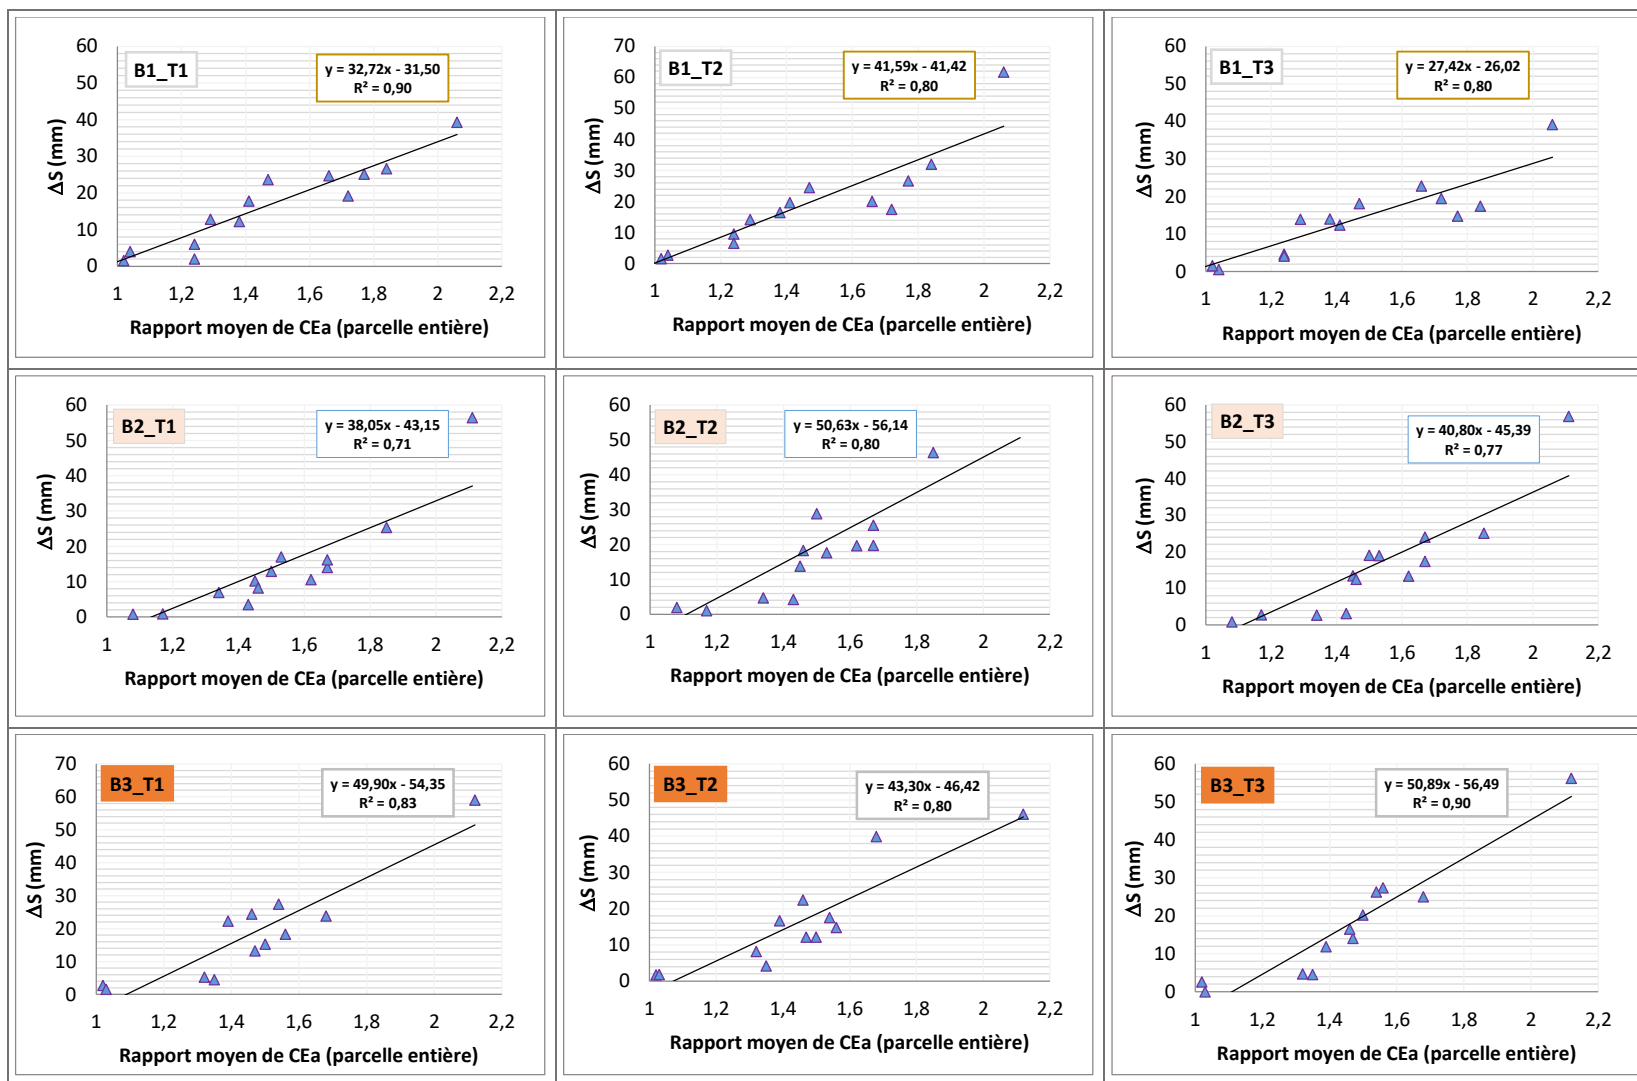 B1_T1
y = 32,72x - 31,50
R² = 0,90
60
50
40
30
20
10
0
ΔS (mm)
1 1,2 1,4 1,6 1,8 2 2,2
Rapport moyen de CEa (parcelle entière)
B1_T2
y = 41,59x - 41,42
R² = 0,80
70
60
50
40
30
20
10
0
ΔS (mm)
1 1,2 1,4 1,6 1,8 2 2,2
Rapport moyen de CEa (parcelle entière)
B1_T3
y = 27,42x - 26,02
R² = 0,80
60
50
40
30
20
10
0
ΔS (mm)
1 1,2 1,4 1,6 1,8 2 2,2
Rapport moyen de CEa (parcelle entière)
B2_T1
y = 38,05x - 43,15
R² = 0,71
60
50
40
30
20
10
0
ΔS (mm)
1 1,2 1,4 1,6 1,8 2 2,2
Rapport moyen de CEa (parcelle entière)
B2_T2
y = 50,63x - 56,14
R² = 0,80
60
50
40
30
20
10
0
ΔS (mm)
1 1,2 1,4 1,6 1,8 2 2,2
Rapport moyen de CEa (parcelle entière)
B2_T3
y = 40,80x - 45,39
R² = 0,77
60
50
40
30
20
10
0
ΔS (mm)
1 1,2 1,4 1,6 1,8 2 2,2
Rapport moyen de CEa (parcelle entière)
B3_T1
y = 49,90x - 54,35
R² = 0,83
70
60
50
40
30
20
10
0
ΔS (mm)
1 1,2 1,4 1,6 1,8 2 2,2
Rapport moyen de CEa (parcelle entière)
B3_T2
y = 43,30x - 46,42
R² = 0,80
60
50
40
30
20
10
0
ΔS (mm)
1 1,2 1,4 1,6 1,8 2 2,2
Rapport moyen de CEa (parcelle entière)
B3_T3
y = 50,89x - 56,49
R² = 0,90
60
50
40
30
20
10
0
ΔS (mm)
1 1,2 1,4 1,6 1,8 2 2,2
Rapport moyen de CEa (parcelle entière)